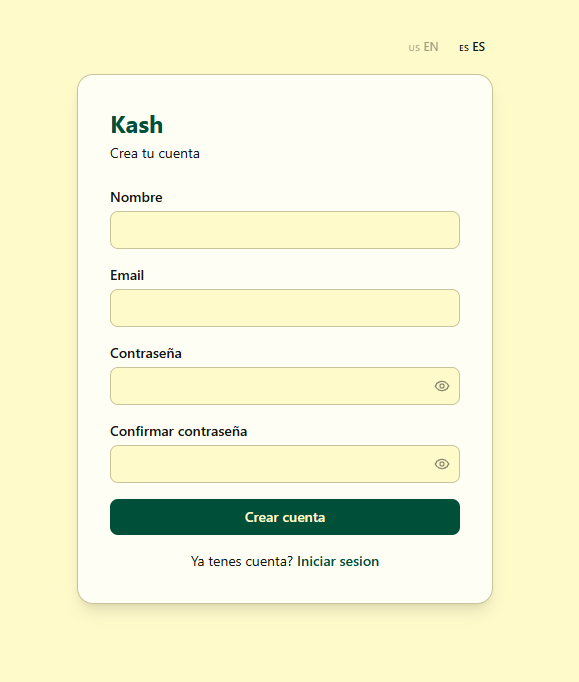 US EN ES ES
Kash
Crea tu cuenta
Nombre
Email
Contraseña
Confirmar contraseña
Crear cuenta
Ya tenes cuenta? Iniciar sesion